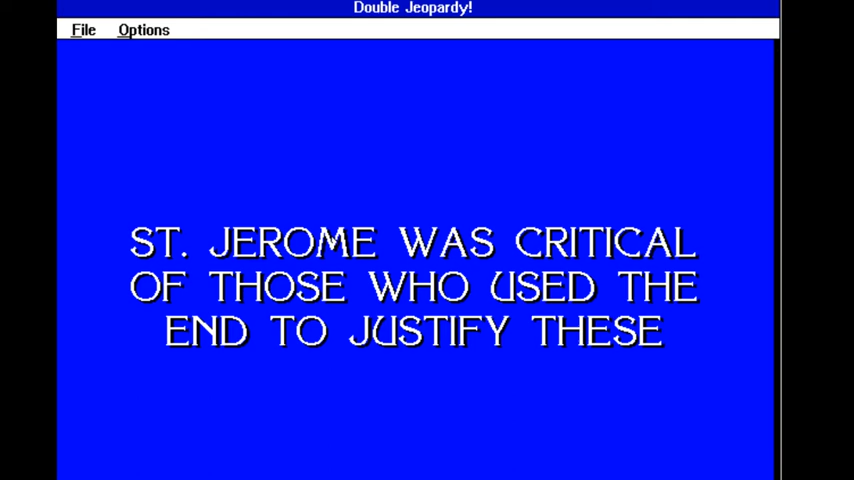 Double Jeopardy!
File Options
ST. JEROME WAS CRITICAL
OF THOSE WHO USED THE
END TO JUSTIFY THESE